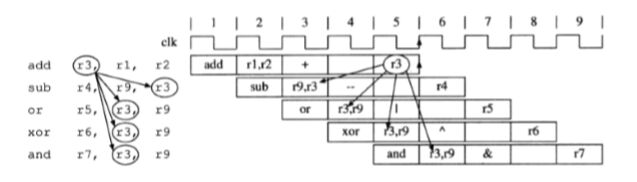 1 2 3 4 5 6 7 8 9
clk
add r3, r1, r2 add r1,r2 + r3
sub r4, r9, r3 sub r9,r3 -- r4
or r5, r3, r9 or r3,r9 | r5
xor r6, r3, r9 xor r3,r9 ^ r6
and r7, r3, r9 and r3,r9 & r7